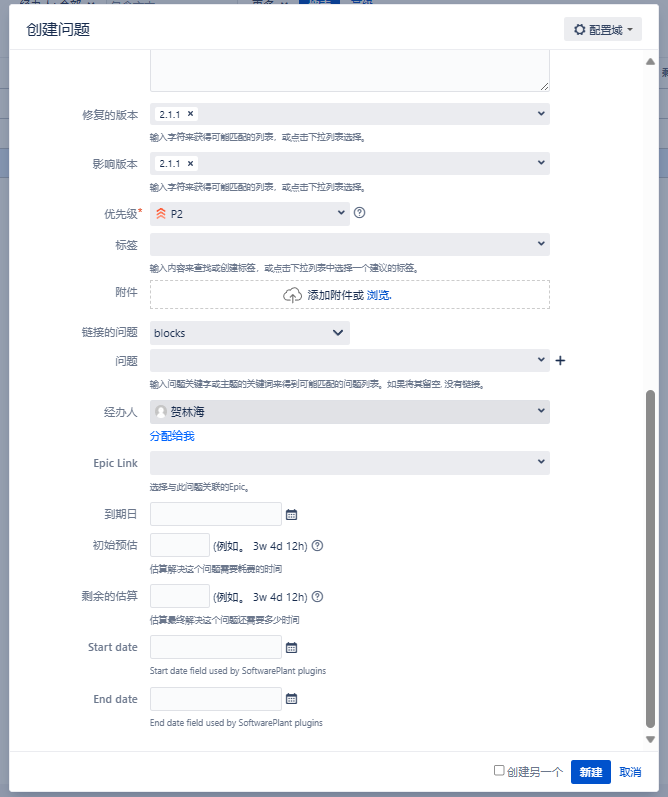 创建问题
配置域
修复的版本
2.1.1 ×
输入字符来获得可能匹配的列表，或点击下拉列表选择。
影响版本
2.1.1 ×
输入字符来获得可能匹配的列表，或点击下拉列表选择。
优先级*
P2
标签
输入内容来查找或创建标签，或点击下拉列表中选择一个建议的标签。
附件
添加附件或 浏览.
链接的问题
blocks
问题
输入问题关键字或主题的关键词来得到可能匹配的问题列表。如果将其留空, 没有链接。
经办人
贺林海
分配给我
Epic Link
选择与此问题关联的Epic。
到期日
初始预估
(例如。 3w 4d 12h)
估算解决这个问题需要耗费的时间
剩余的估算
(例如。 3w 4d 12h)
估算最终解决这个问题还需要多少时间
Start date
Start date field used by SoftwarePlant plugins
End date
End date field used by SoftwarePlant plugins
创建另一个
新建
取消